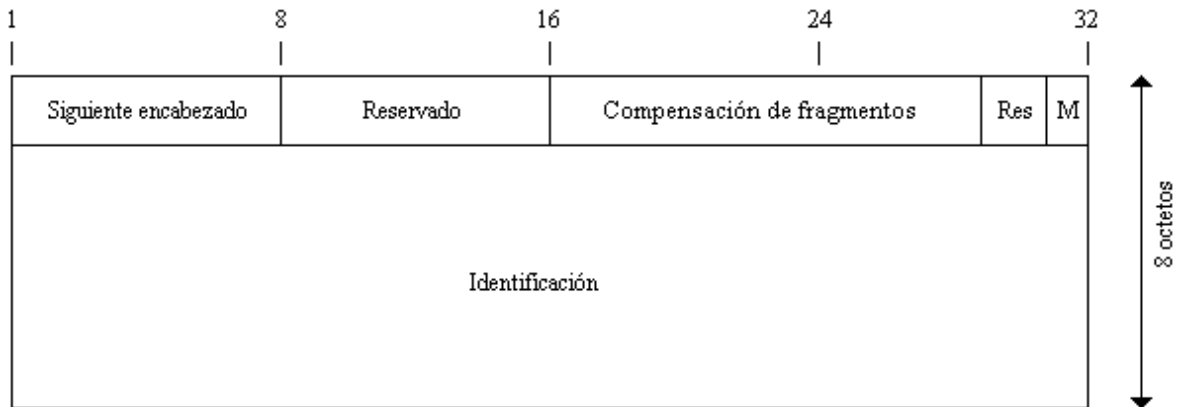 1 8 16 24 32
Siguiente encabezado Reservado Compensación de fragmentos Res M
Identificación
8 octetos